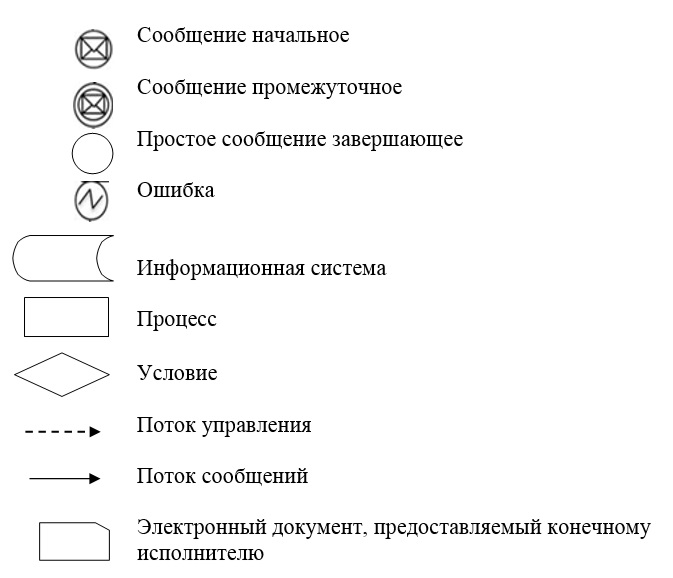 Сообщение начальное
Сообщение промежуточное
Простое сообщение завершающее
Ошибка
Информационная система
Процесс
Условие
Поток управления
Поток сообщений
Электронный документ, предоставляемый конечному
исполнителю